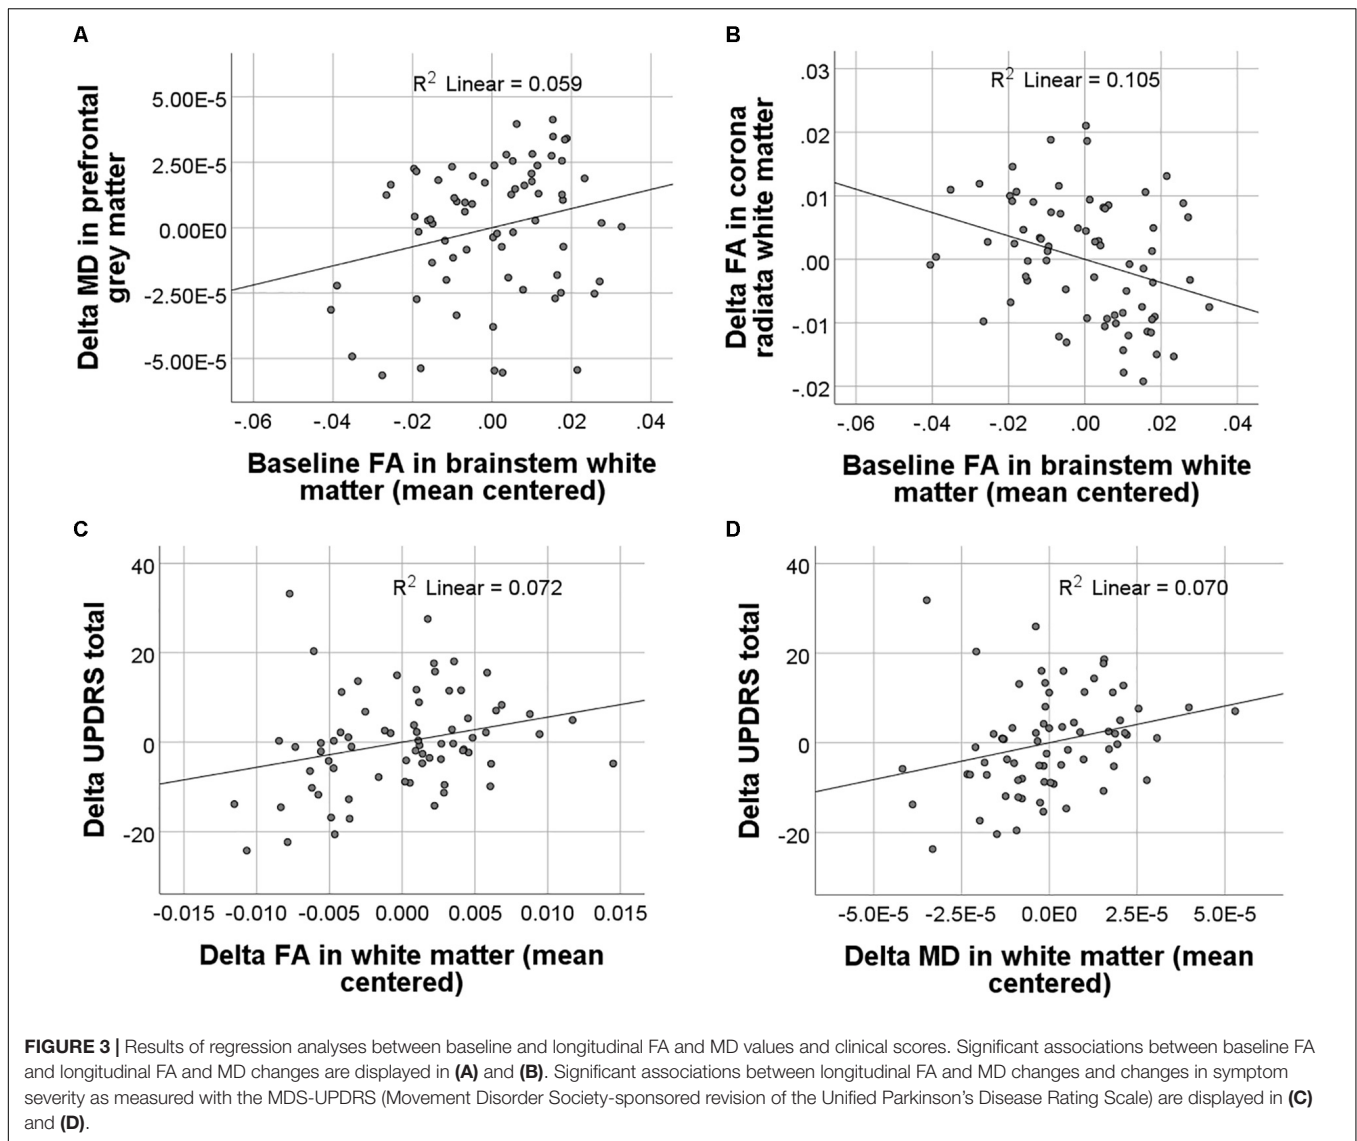 A
R² Linear = 0.059
Delta MD in prefrontal
grey matter
5.00E-5
2.50E-5
0.00E0
-2.50E-5
-5.00E-5
-.06 -.04 -.02 .00 .02 .04
Baseline FA in brainstem white
matter (mean centered)
B
R² Linear = 0.105
Delta FA in corona
radiata white matter
.03
.02
.01
.00
-.01
-.02
-.06 -.04 -.02 .00 .02 .04
Baseline FA in brainstem white
matter (mean centered)
C
R² Linear = 0.072
Delta UPDRS total
40
20
0
-20
-0.015 -0.010 -0.005 0.000 0.005 0.010 0.015
Delta FA in white matter (mean
centered)
D
R² Linear = 0.070
Delta UPDRS total
40
20
0
-20
-5.0E-5 -2.5E-5 0.0E0 2.5E-5 5.0E-5
Delta MD in white matter (mean
centered)
FIGURE 3 | Results of regression analyses between baseline and longitudinal FA and MD values and clinical scores. Significant associations between baseline FA
and longitudinal FA and MD changes are displayed in (A) and (B). Significant associations between longitudinal FA and MD changes and changes in symptom
severity as measured with the MDS-UPDRS (Movement Disorder Society-sponsored revision of the Unified Parkinson's Disease Rating Scale) are displayed in (C)
and (D).